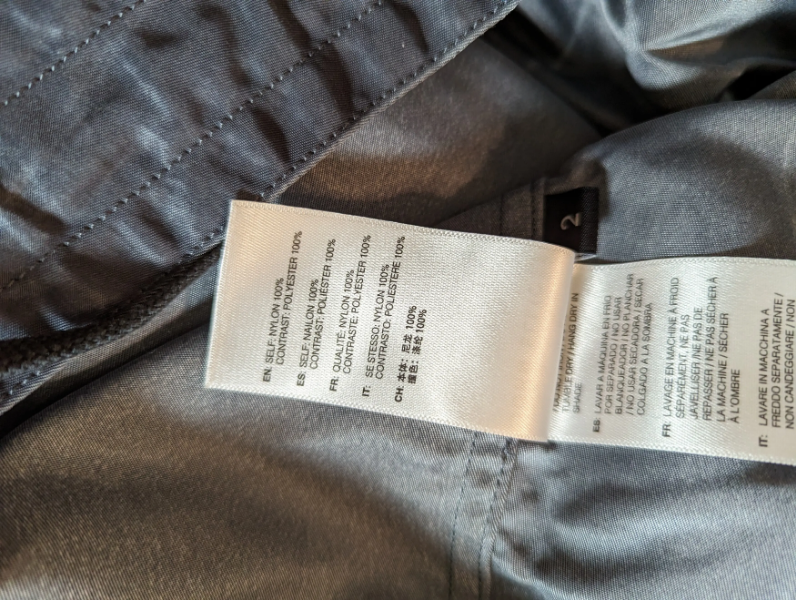 EN: SELF: NYLON 100%
CONTRAST: POLYESTER 100%
ES: SELF: NAILON 100%
CONTRAST: POLIÉSTER 100%
FR: QUALITÉ: NYLON 100%
CONTRASTE: POLYESTER 100%
IT: SE STESSO: NYLON 100%
CONTRASTO: POLIESTERE 100%
CH: 本体: 尼龙 100%
撞色: 涤纶 100%
2
TUMBLE DRY / HANG DRY IN
SHADE
ES: LAVAR A MAQUINA EN FRIO
POR SEPARADO / NO USAR
BLANQUEADOR / NO PLANCHAR
/ NO USAR SECADORA / SECAR
COLGADO A LA SOMBRA
FR: LAVAGE EN MACHINE À FROID
SÉPARÉMENT, NE PAS
JAVELLISER / NE PAS
REPASSER / NE PAS SÉCHER À
LA MACHINE / SÉCHER
À L'OMBRE
IT: LAVARE IN MACCHINA A
FREDDO SEPARATAMENTE /
NON CANDEGGIARE / NON